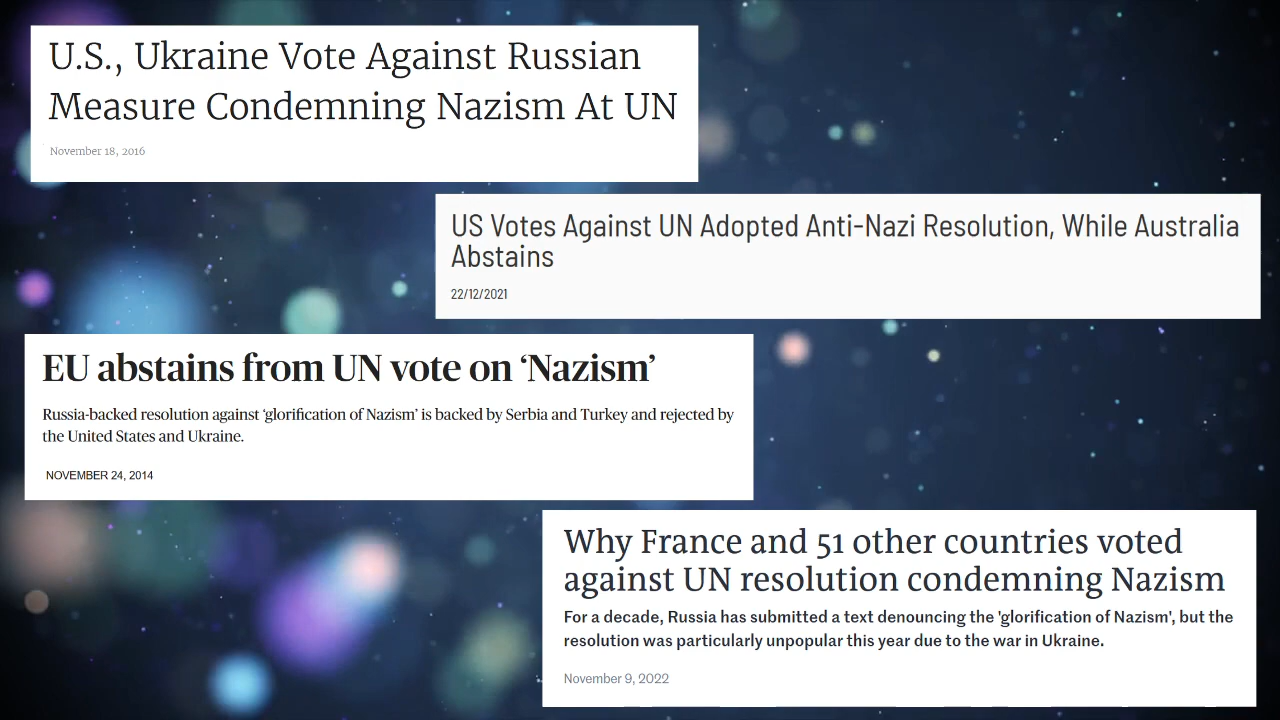 U.S., Ukraine Vote Against Russian
Measure Condemning Nazism At UN
November 18, 2016
US Votes Against UN Adopted Anti-Nazi Resolution, While Australia
Abstains
22/12/2021
EU abstains from UN vote on ‘Nazism’
Russia-backed resolution against ‘glorification of Nazism’ is backed by Serbia and Turkey and rejected by
the United States and Ukraine.
NOVEMBER 24, 2014
Why France and 51 other countries voted
against UN resolution condemning Nazism
For a decade, Russia has submitted a text denouncing the 'glorification of Nazism', but the
resolution was particularly unpopular this year due to the war in Ukraine.
November 9, 2022